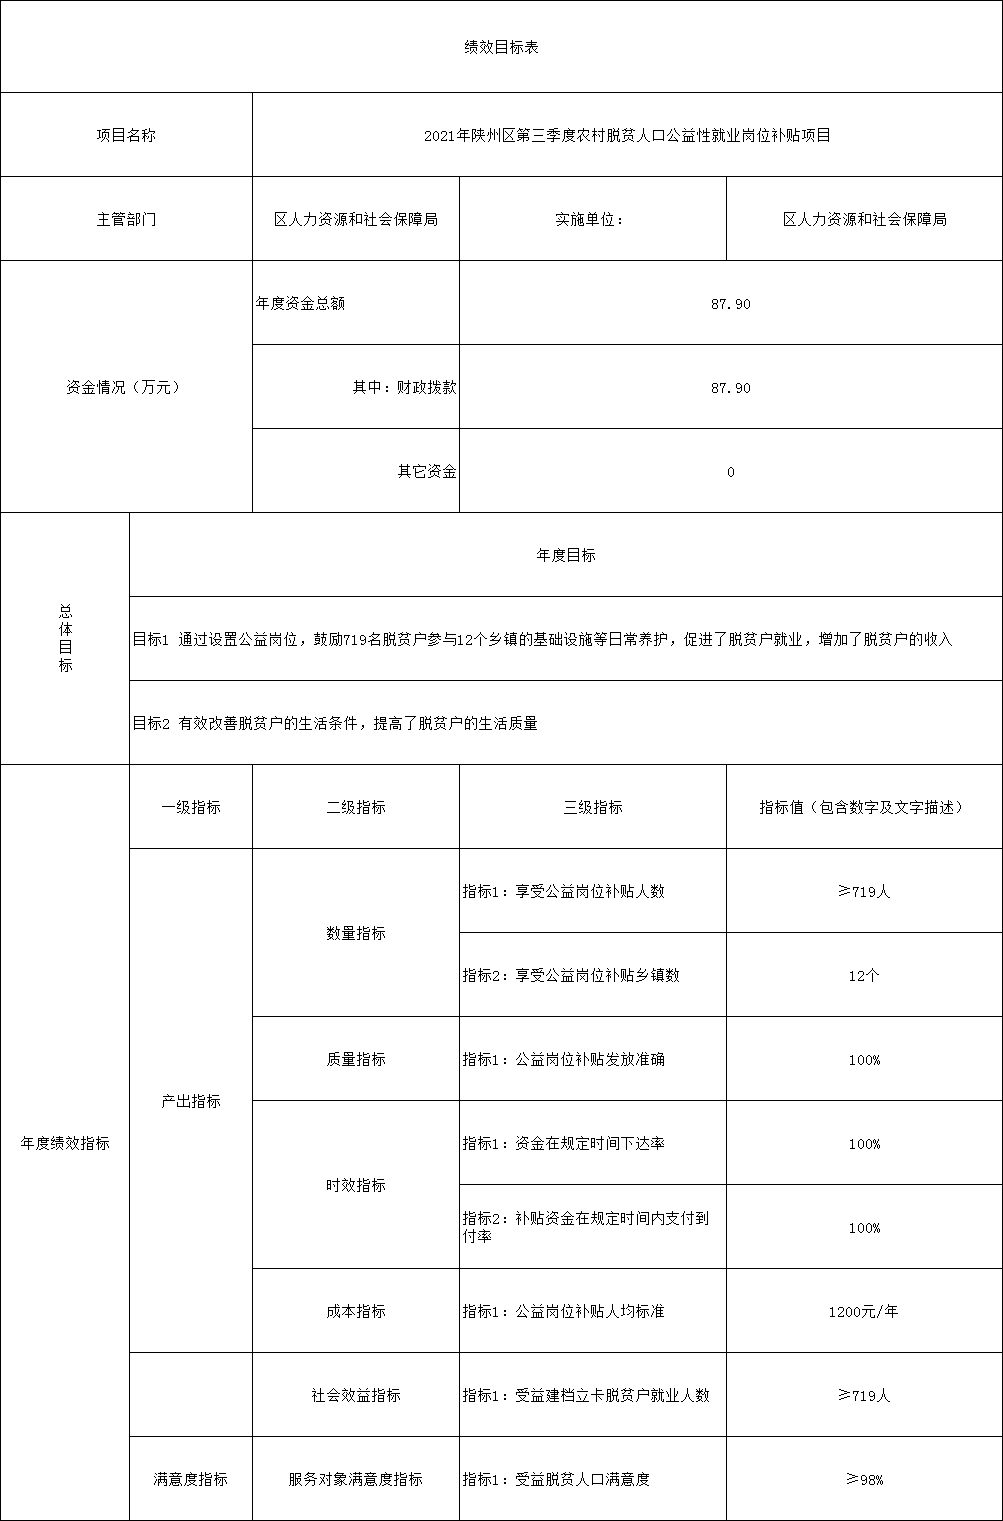 绩效目标表
项目名称
2021年陕州区第三季度农村脱贫人口公益性就业岗位补贴项目
主管部门
区人力资源和社会保障局
实施单位：
区人力资源和社会保障局
资金情况（万元）
年度资金总额
87.90
其中：财政拨款
87.90
其它资金
0
总体目标
年度目标
目标1 通过设置公益岗位，鼓励719名脱贫户参与12个乡镇的基础设施等日常养护，促进了脱贫户就业，增加了脱贫户的收入
目标2 有效改善脱贫户的生活条件，提高了脱贫户的生活质量
年度绩效指标
一级指标
二级指标
三级指标
指标值（包含数字及文字描述）
产出指标
数量指标
指标1：享受公益岗位补贴人数
≥719人
指标2：享受公益岗位补贴乡镇数
12个
质量指标
指标1：公益岗位补贴发放准确
100%
时效指标
指标1：资金在规定时间下达率
100%
指标2：补贴资金在规定时间内支付到
付率
100%
成本指标
指标1：公益岗位补贴人均标准
1200元/年
社会效益指标
指标1：受益建档立卡脱贫户就业人数
≥719人
满意度指标
服务对象满意度指标
指标1：受益脱贫人口满意度
≥98%